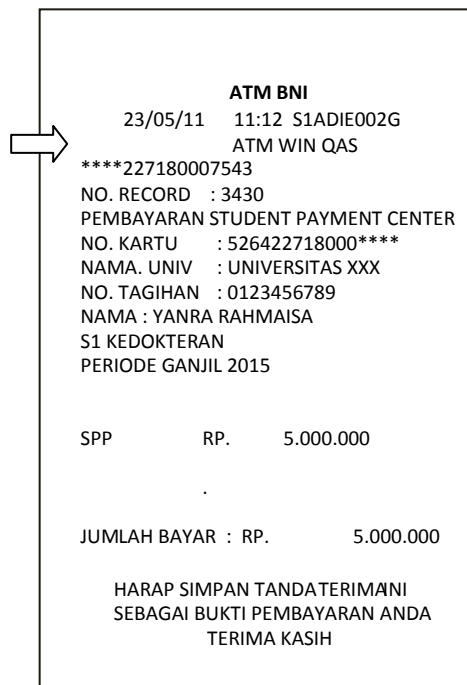 ATM BNI
23/05/11 11:12 S1ADIE002G
ATM WIN QAS
****227180007543
NO. RECORD : 3430
PEMBAYARAN STUDENT PAYMENT CENTER
NO. KARTU : 526422718000****
NAMA. UNIV : UNIVERSITAS XXX
NO. TAGIHAN : 0123456789
NAMA : YANRA RAHMAISA
S1 KEDOKTERAN
PERIODE GANJIL 2015
SPP RP. 5.000.000
.
JUMLAH BAYAR : RP. 5.000.000
HARAP SIMPAN TANDATERIMAINI
SEBAGAI BUKTI PEMBAYARAN ANDA
TERIMA KASIH